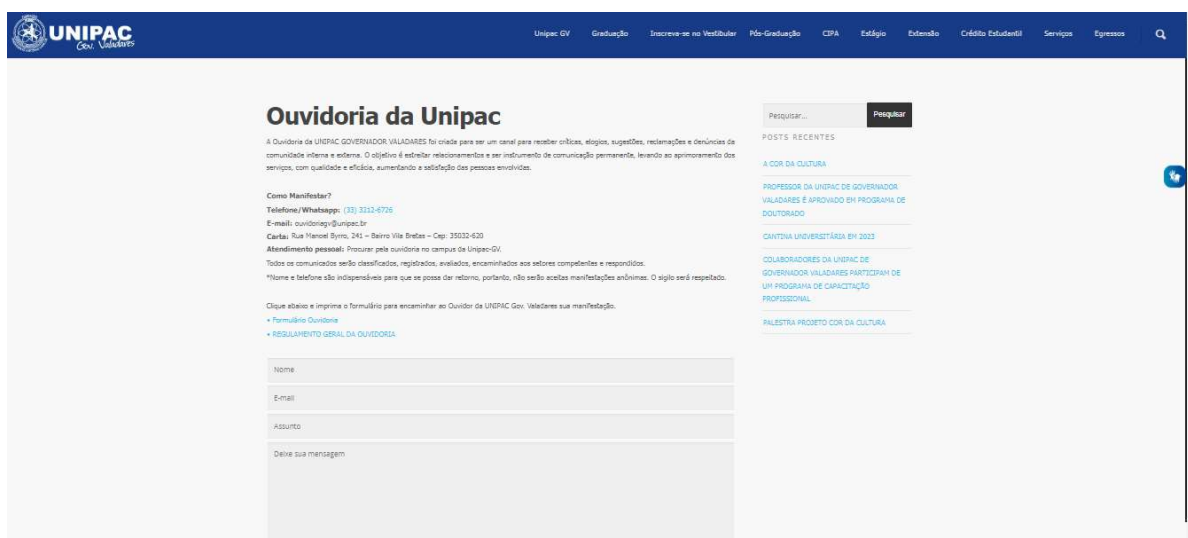 UNIPAC
Gov. Valadares
Unipac GV
Graduação
Inscreva-se no Vestibular
Pós-Graduação
CIPA
Estágio
Extensão
Crédito Estudantil
Serviços
Egressos
Ouvidoria da Unipac
A Ouvidoria da UNIPAC GOVERNADOR VALADARES foi criada para ser um canal para receber críticas, elogios, sugestões, reclamações e denúncias da
comunidade interna e externa. O objetivo é estreitar relacionamentos e ser instrumento de comunicação permanente, levando ao aprimoramento dos
serviços, com qualidade e eficácia, aumentando a satisfação das pessoas envolvidas.
Como Manifestar?
Telefone/Whatsapp: (33) 3212-6726
E-mail: ouvidoriagv@unipac.br
Carta: Rua Manoel Byrro, 241 – Bairro Vila Bretas – Cep: 35032-620
Atendimento pessoal: Procurar pela ouvidoria no campus da Unipac-GV.
Todos os comunicados serão classificados, registrados, avaliados, encaminhados aos setores competentes e respondidos.
*Nome e telefone são indispensáveis para que se possa dar retorno, portanto, não serão aceitas manifestações anônimas. O sigilo será respeitado.
Clique abaixo e imprima o formulário para encaminhar ao Ouvidor da UNIPAC Gov. Valadares sua manifestação.
• Formulário Ouvidoria
• REGULAMENTO GERAL DA OUVIDORIA
Nome
E-mail
Assunto
Deixe sua mensagem
Pesquisar...
Pesquisar
POSTS RECENTES
A COR DA CULTURA
PROFESSOR DA UNIPAC DE GOVERNADOR
VALADARES É APROVADO EM PROGRAMA DE
DOUTORADO
CANTINA UNIVERSITÁRIA EM 2023
COLABORADORES DA UNIPAC DE
GOVERNADOR VALADARES PARTICIPAM DE
UM PROGRAMA DE CAPACITAÇÃO
PROFISSIONAL
PALESTRA PROJETO COR DA CULTURA